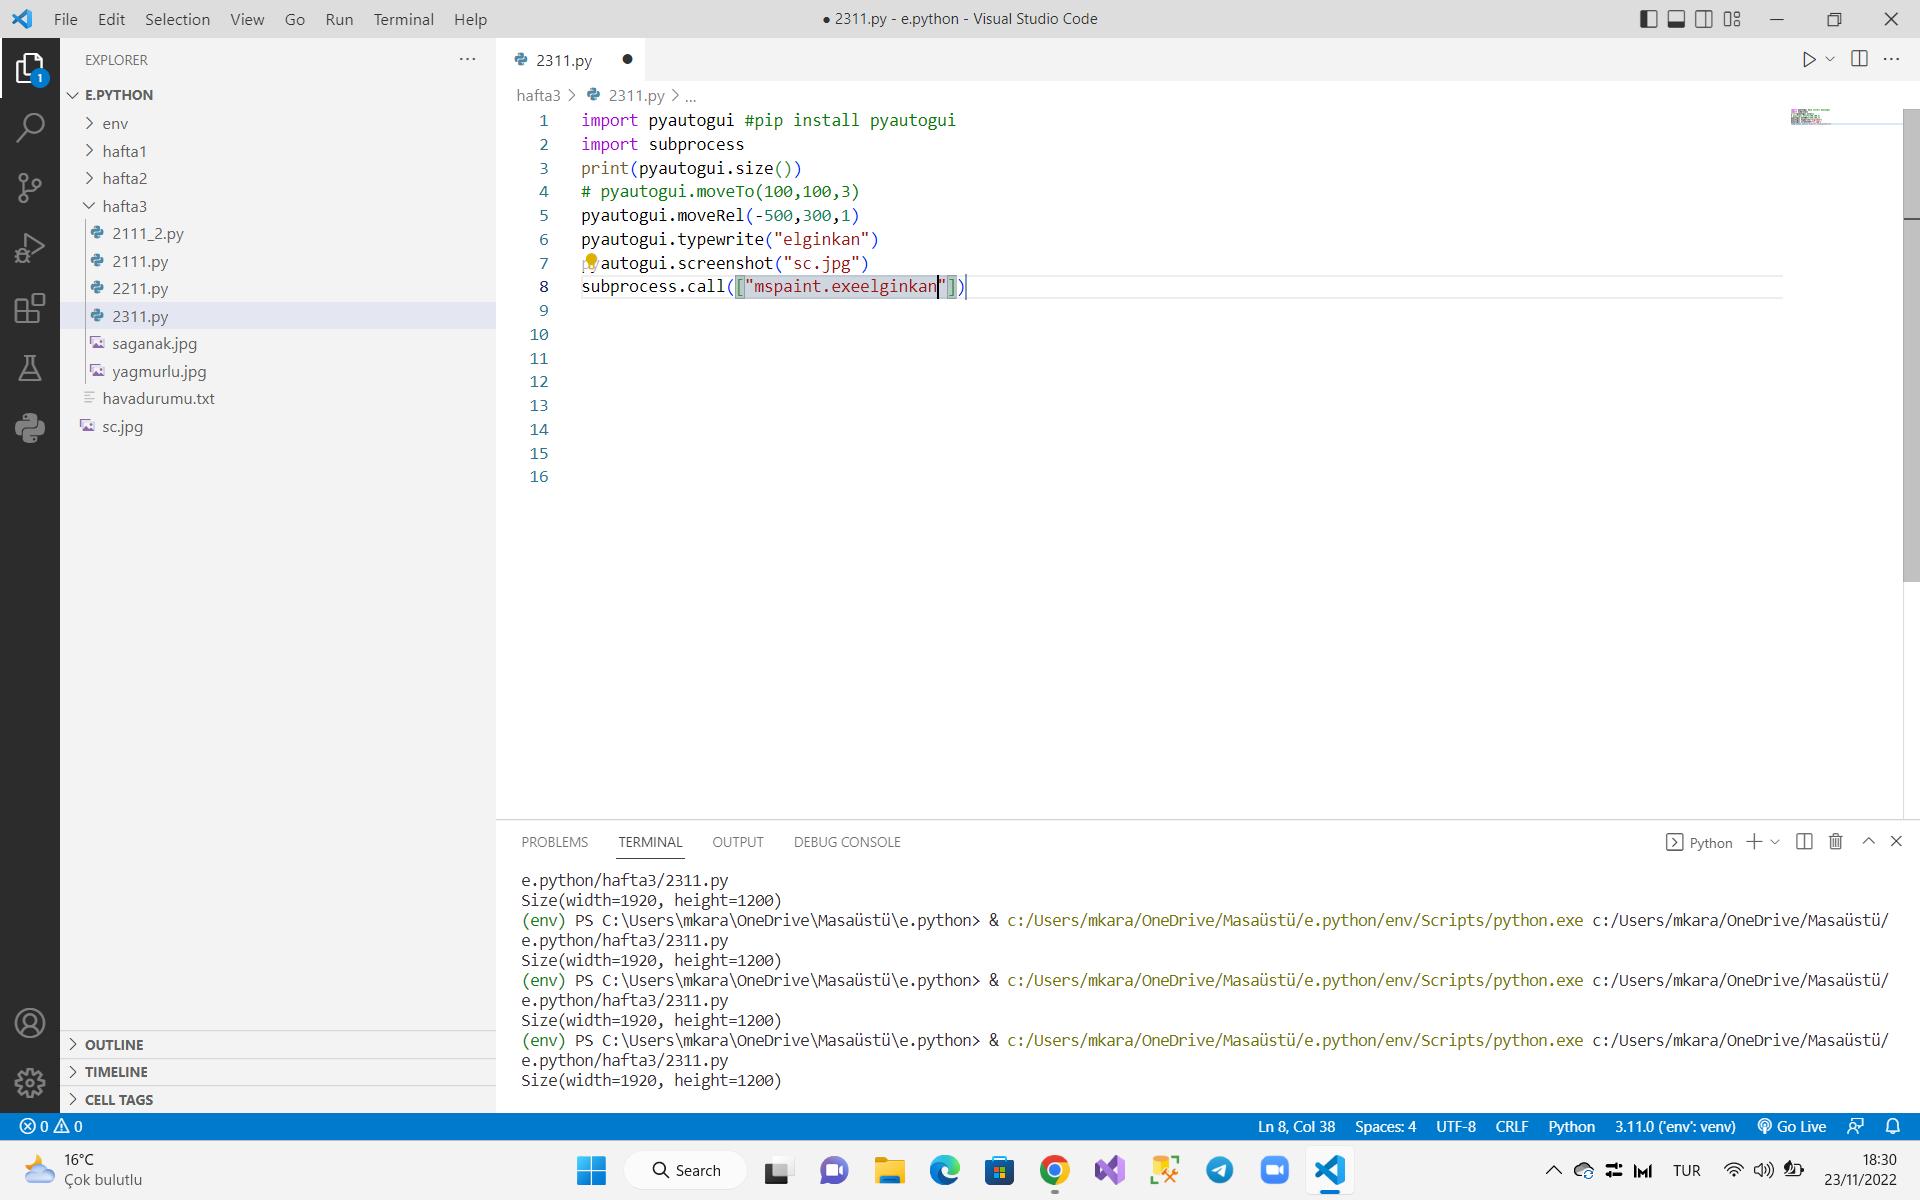 File Edit Selection View Go Run Terminal Help
● 2311.py - e.python - Visual Studio Code
EXPLORER
E.PYTHON
env
hafta1
hafta2
hafta3
2111_2.py
2111.py
2211.py
2311.py
saganak.jpg
yagmurlu.jpg
havadurumu.txt
sc.jpg
OUTLINE
TIMELINE
CELL TAGS
1
2311.py
hafta3 > 2311.py > ...
1 import pyautogui #pip install pyautogui
2 import subprocess
3 print(pyautogui.size())
4 # pyautogui.moveTo(100,100,3)
5 pyautogui.moveRel(-500,300,1)
6 pyautogui.typewrite("elginkan")
7 pyautogui.screenshot("sc.jpg")
8 subprocess.call(["mspaint.exeelginkan"])
9
10
11
12
13
14
15
16
PROBLEMS TERMINAL OUTPUT DEBUG CONSOLE
Python
e.python/hafta3/2311.py
Size(width=1920, height=1200)
(env) PS C:\Users\mkara\OneDrive\Masaüstü\e.python> & c:/Users/mkara/OneDrive/Masaüstü/e.python/env/Scripts/python.exe c:/Users/mkara/OneDrive/Masaüstü/
e.python/hafta3/2311.py
Size(width=1920, height=1200)
(env) PS C:\Users\mkara\OneDrive\Masaüstü\e.python> & c:/Users/mkara/OneDrive/Masaüstü/e.python/env/Scripts/python.exe c:/Users/mkara/OneDrive/Masaüstü/
e.python/hafta3/2311.py
Size(width=1920, height=1200)
(env) PS C:\Users\mkara\OneDrive\Masaüstü\e.python> & c:/Users/mkara/OneDrive/Masaüstü/e.python/env/Scripts/python.exe c:/Users/mkara/OneDrive/Masaüstü/
e.python/hafta3/2311.py
Size(width=1920, height=1200)
0 0 Ln 8, Col 38 Spaces: 4 UTF-8 CRLF Python 3.11.0 ('env': venv) Go Live
16°C
Çok bulutlu
Search
TUR
18:30
23/11/2022